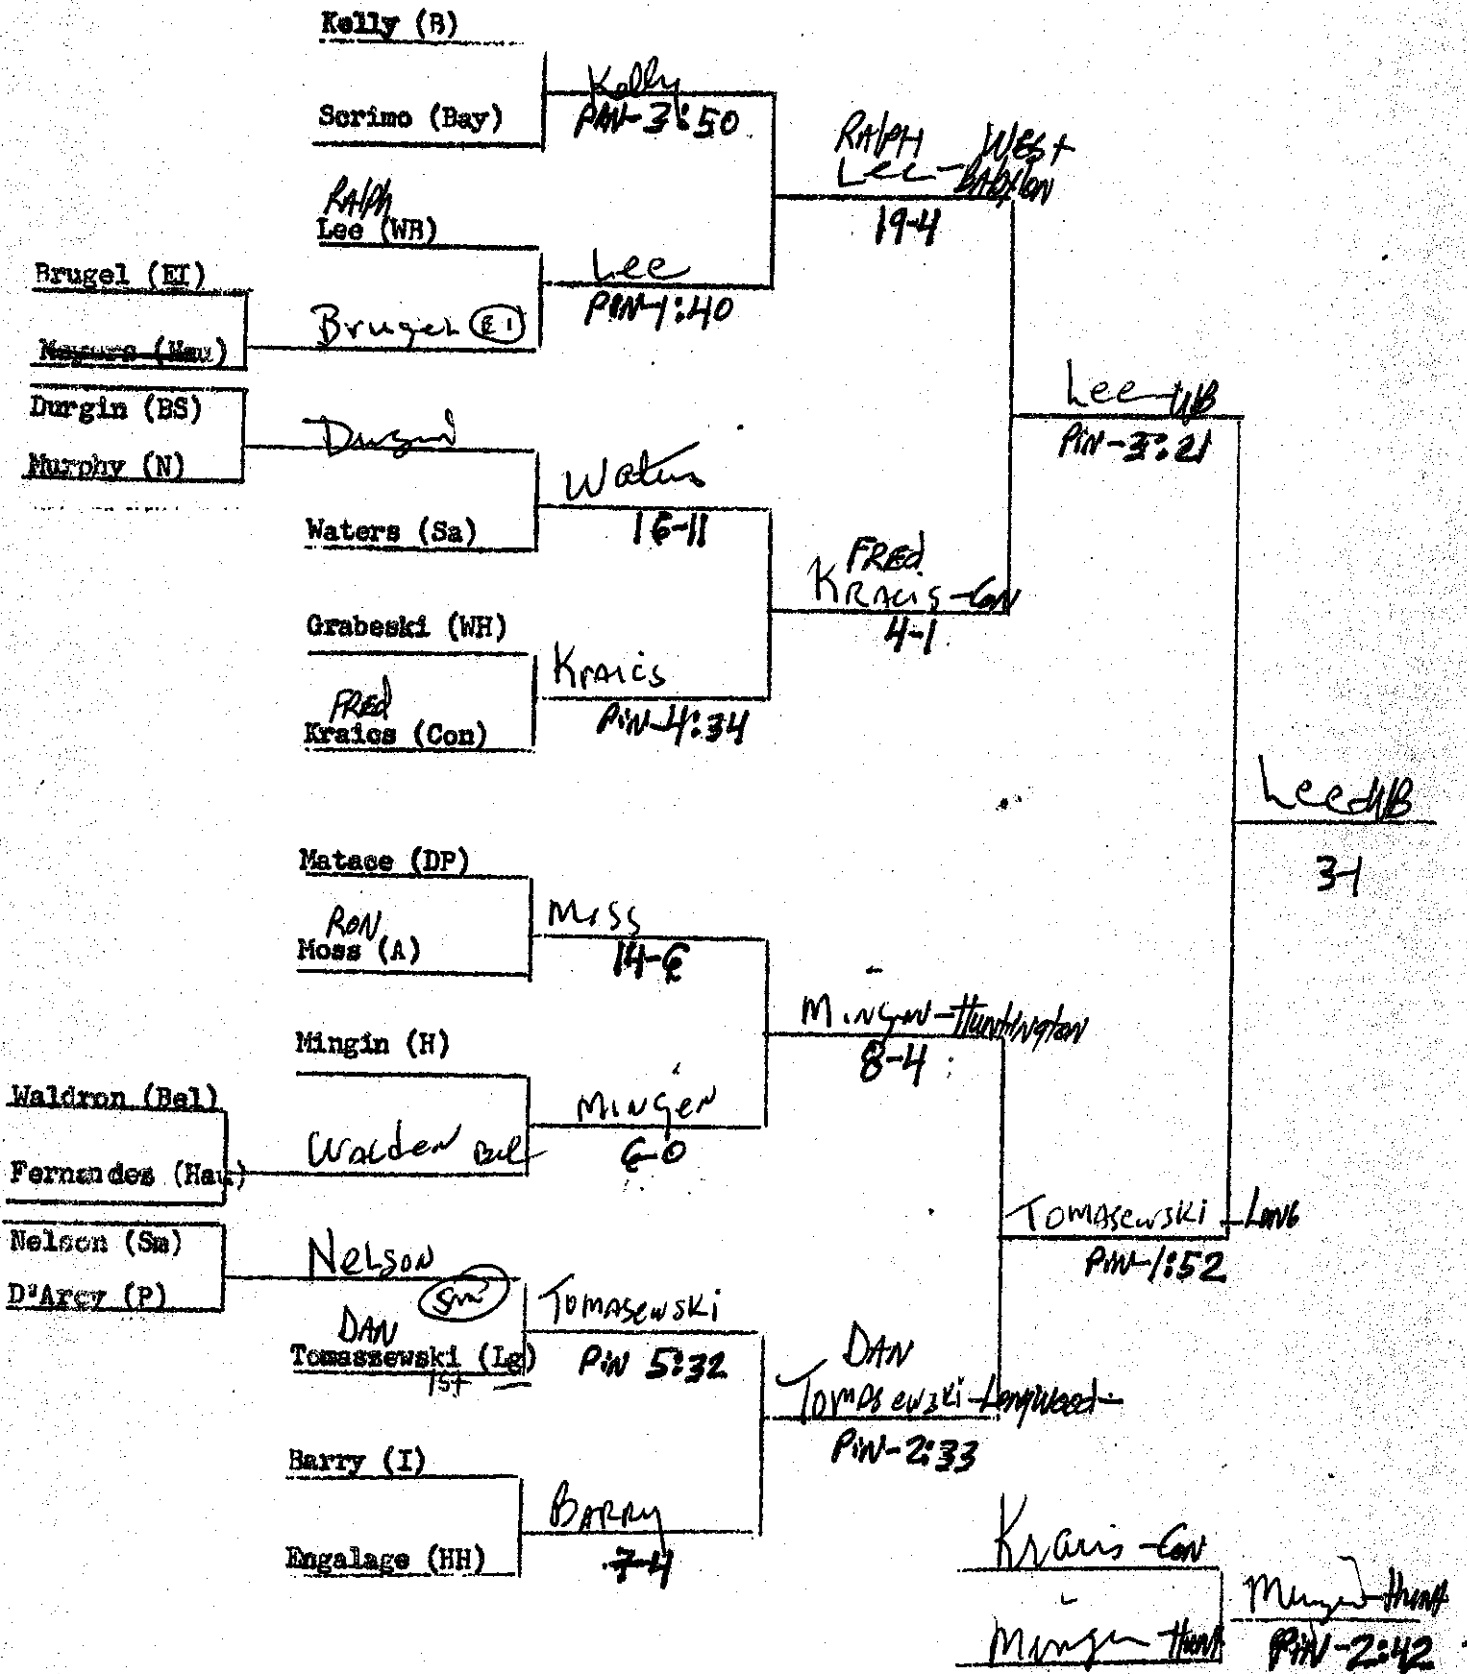 Kelly (B)
Kelly
PIN-3:50
Scrimo (Bay)
RALPH
Lee - West
Babylon
19-4
RALPH
Lee (WB)
Lee
PIN-1:40
Brugel (EI)
Brugel (EI)
Meyers (Hau)
Durgin (BS)
Durgin
Murphy (N)
Lee-WB
PIN-3:21
Waters
16-11
Waters (Sa)
FRED
Kraics-Con
4-1
Grabeski (WH)
Kraics
PIN-4:34
FRED
Kraics (Con)
Lee-WB
3-1
Matace (DP)
RON
Moss (A)
Moss
14-6
Mingin-Huntington
8-4
Mingin (H)
Mingen
6-0
Waldron (Bel)
Walden Bel
Fernandes (Hau)
Nelson (Sm)
Nelson
Sm
D'Arcy (P)
Tomasewski-Long
PIN-1:52
DAN
Tomaszewski (Lg)
1st
Tomasewski
PIN 5:32
DAN
Tomasewski-Longwood-
PIN-2:33
Barry (I)
Barry
7-4
Engalage (HH)
Kraics-Con
Mingin-Hunt
Mingin-Hunt
PIN-2:42